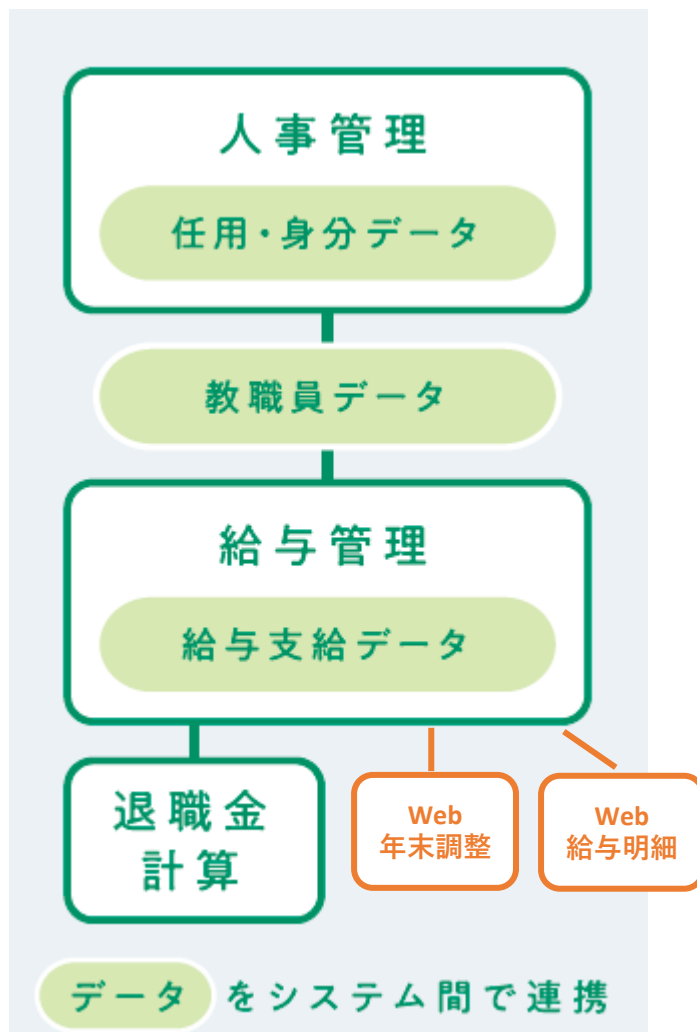 人事管理
任用・身分データ
教職員データ
給与管理
給与支給データ
退職金
計算
Web
年末調整
Web
給与明細
データをシステム間で連携